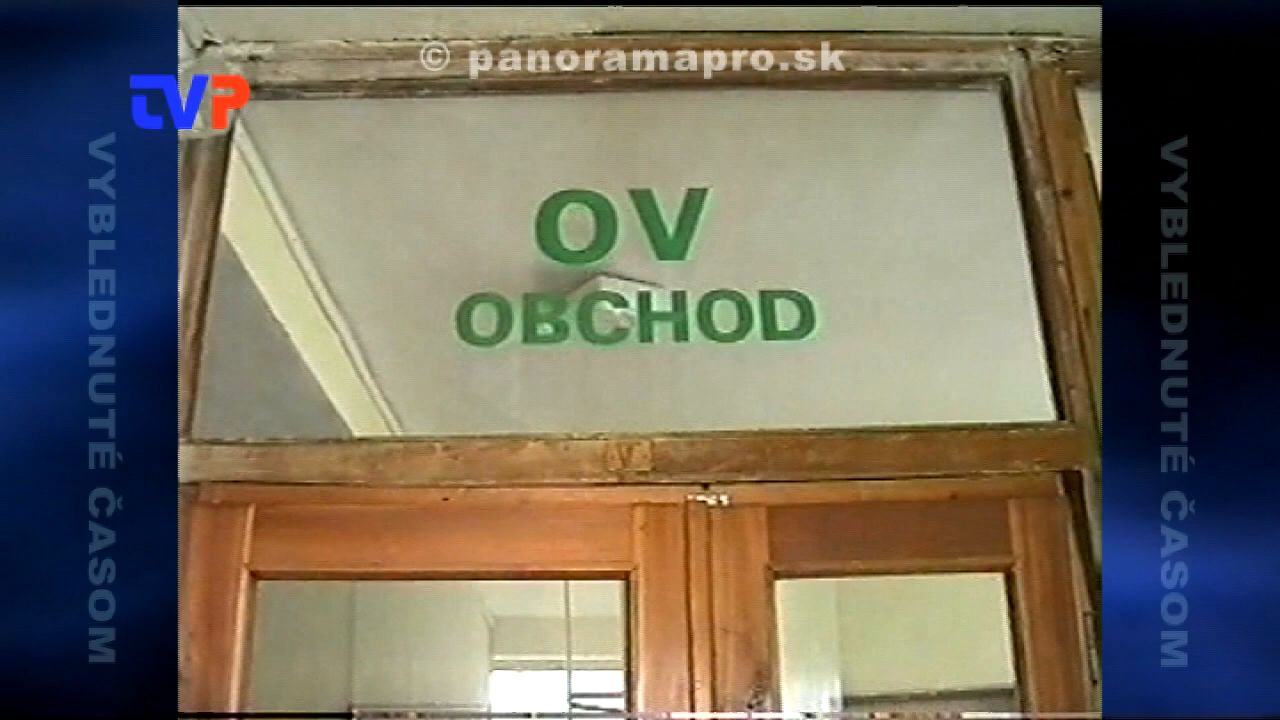 © panoramapro.sk
TVP
VYBLEDNUTÉ ČASOM
OV
OBCHOD
VYBLEDNUTÉ ČASOM